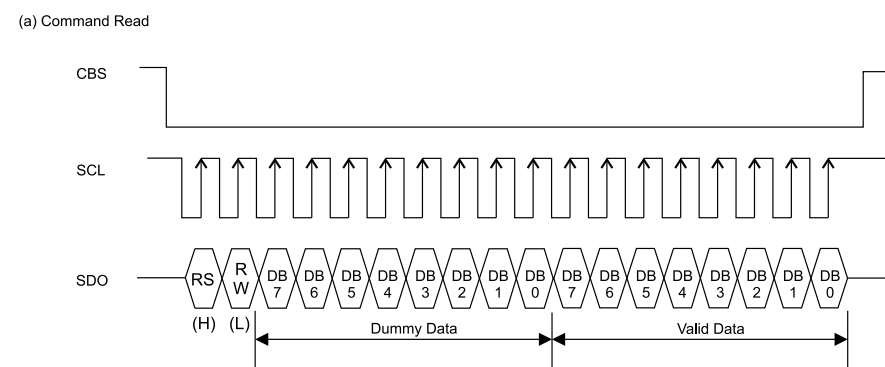 (a) Command Read
CBS
SCL
SDO
RS R W DB 7 DB 6 DB 5 DB 4 DB 3 DB 2 DB 1 DB 0 DB 7 DB 6 DB 5 DB 4 DB 3 DB 2 DB 1 DB 0
(H) (L)
Dummy Data
Valid Data